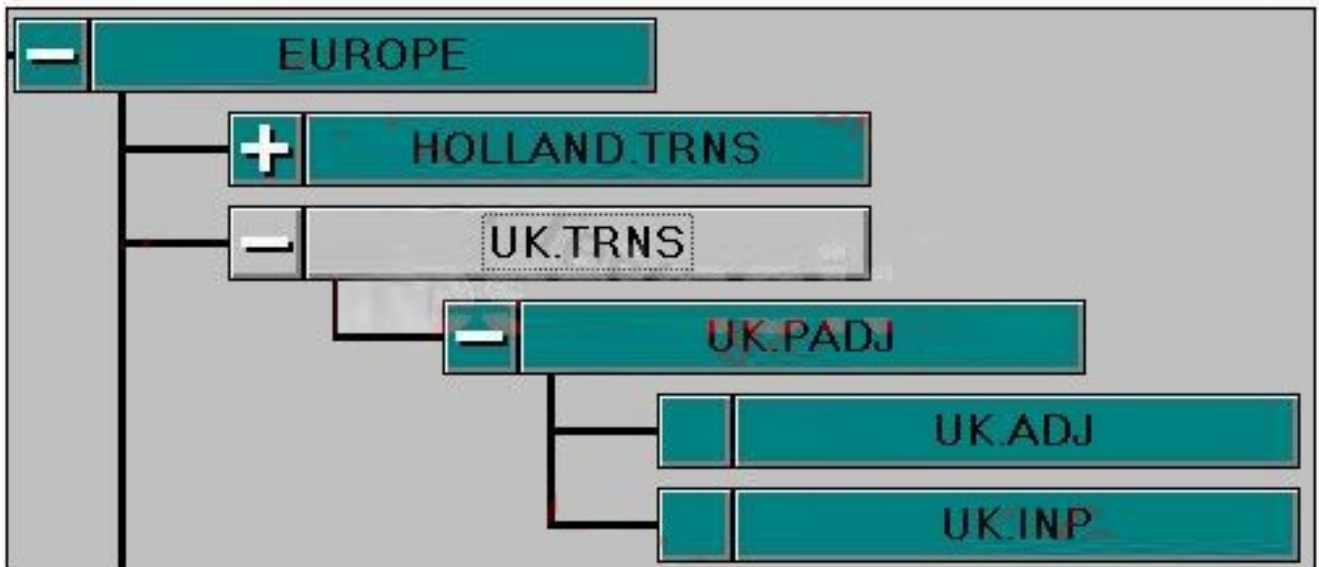 EUROPE
HOLLAND.TRNS
UK.TRNS
UK.PADJ
UK.ADJ
UK.INP